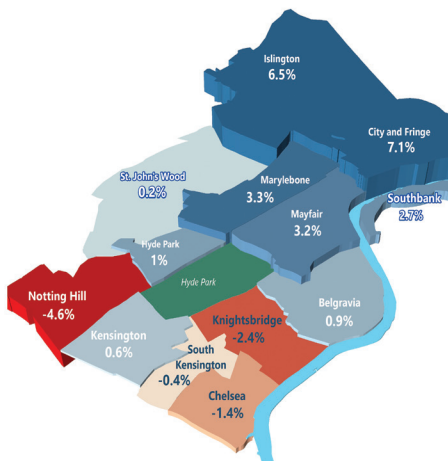 Islington
6.5%
City and Fringe
7.1%
St. John's Wood
0.2%
Marylebone
3.3%
Southbank
2.7%
Mayfair
3.2%
Hyde Park
1%
Hyde Park
Notting Hill
-4.6%
Belgravia
0.9%
Knightsbridge
-2.4%
Kensington
0.6%
South
Kensington
-0.4%
Chelsea
-1.4%